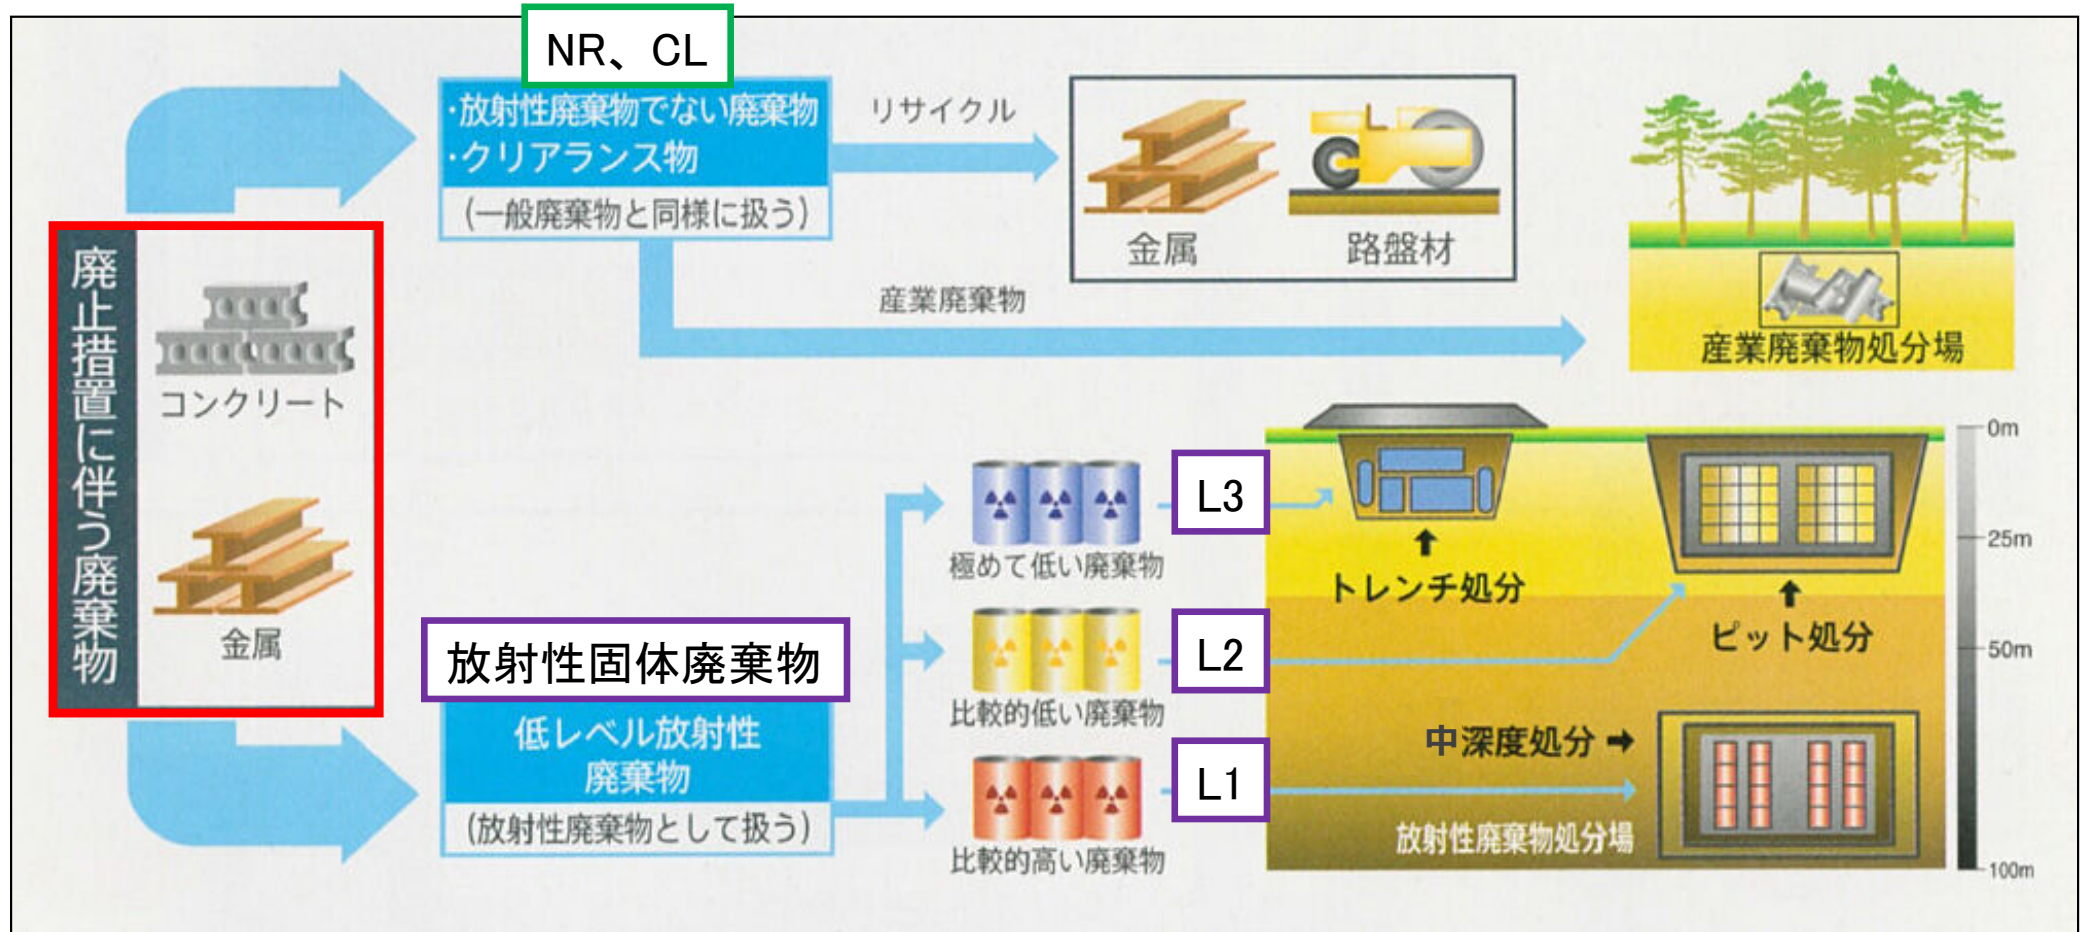 NR、CL
・放射性廃棄物でない廃棄物
・クリアランス物
(一般廃棄物と同様に扱う)
リサイクル
金属
路盤材
産業廃棄物
産業廃棄物処分場
廃止措置に伴う廃棄物
コンクリート
金属
放射性固体廃棄物
低レベル放射性
廃棄物
(放射性廃棄物として扱う)
極めて低い廃棄物
L3
比較的低い廃棄物
L2
比較的高い廃棄物
L1
トレンチ処分
ピット処分
中深度処分
放射性廃棄物処分場
0m
25m
50m
100m